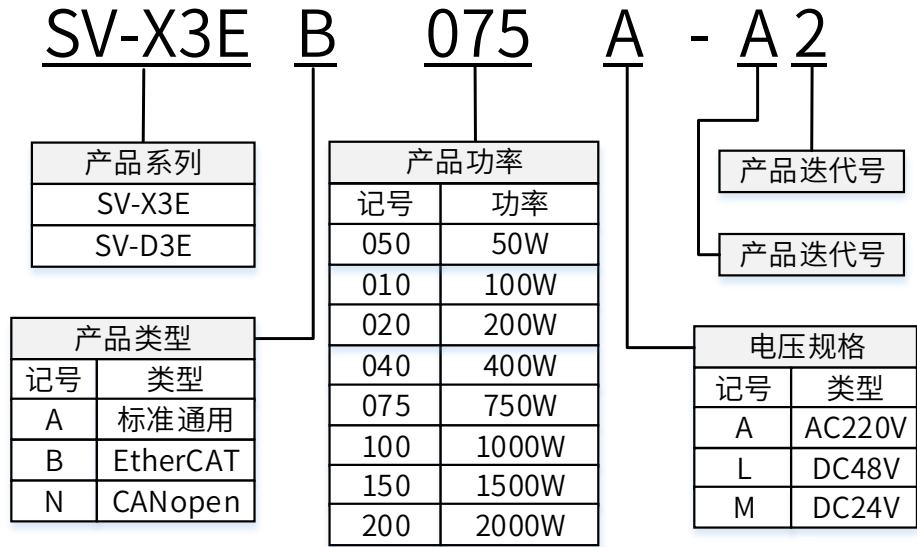 SV-X3E B 075 A - A 2
产品系列
SV-X3E
SV-D3E
产品类型
记号 类型
A 标准通用
B EtherCAT
N CANopen
产品功率
记号 功率
050 50W
010 100W
020 200W
040 400W
075 750W
100 1000W
150 1500W
200 2000W
产品迭代号
产品迭代号
电压规格
记号 类型
A AC220V
L DC48V
M DC24V